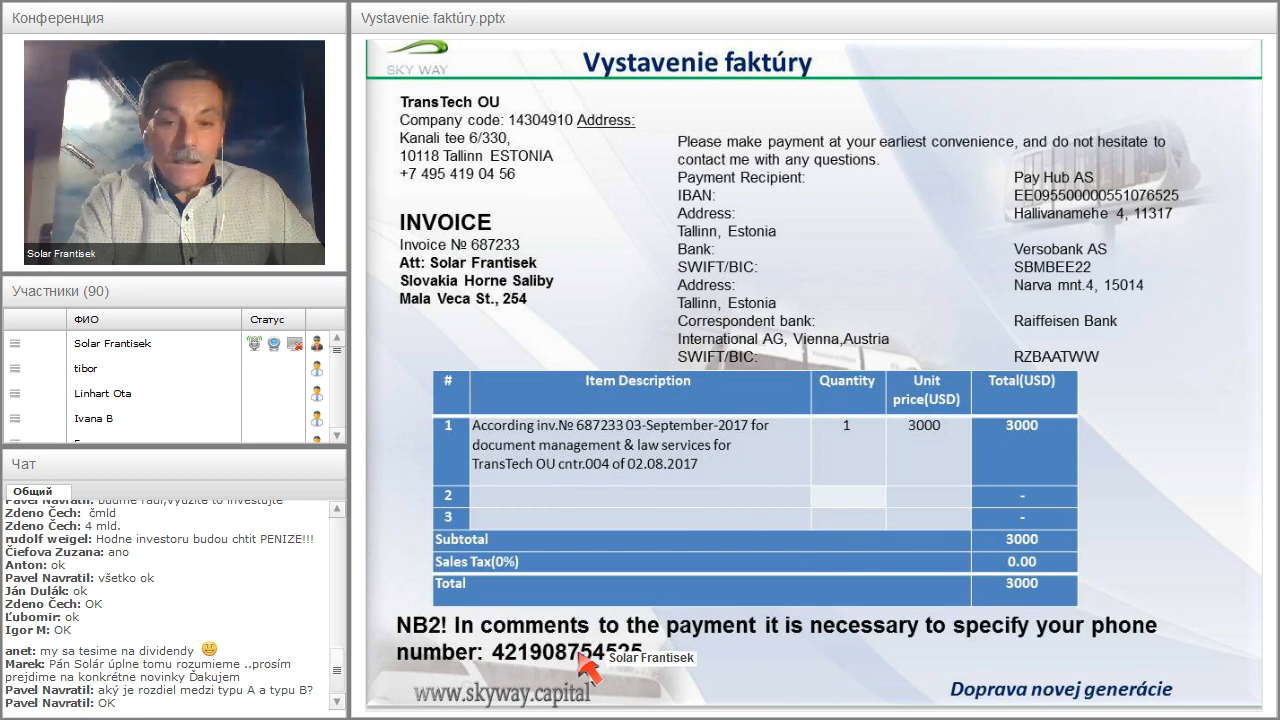 Конференция
Solar Frantisek
Участники (90)
ФИО
Статус
Solar Frantisek
tibor
Linhart Ota
Ivana B
Чат
Общий
Pavel Navratil: Budme radi,využite to investujte
Zdeno Čech: čmld
Zdeno Čech: 4 mld.
rudolf weigel: Hodne investoru budou chtit PENIZE!!!
Čiefova Zuzana: ano
Anton: ok
Pavel Navratil: všetko ok
Ján Dulák: ok
Zdeno Čech: OK
Ľubomir: ok
Igor M: OK
anet: my sa tesime na dividendy
Marek: Pán Solár úplne tomu rozumieme ..prosím
prejdime na konkrétne novinky Ďakujem
Pavel Navratil: aký je rozdiel medzi typu A a typu B?
Pavel Navratil: OK
Vystavenie faktúry.pptx
SKY WAY
Vystavenie faktúry
TransTech OU
Company code: 14304910 Address:
Kanali tee 6/330,
10118 Tallinn ESTONIA
+7 495 419 04 56
INVOICE
Invoice № 687233
Att: Solar Frantisek
Slovakia Horne Saliby
Mala Veca St., 254
Please make payment at your earliest convenience, and do not hesitate to
contact me with any questions.
Payment Recipient: Pay Hub AS
IBAN: EE095500000551076525
Address: Hallivanamehe 4, 11317
Tallinn, Estonia
Bank: Versobank AS
SWIFT/BIC: SBMBEE22
Address: Narva mnt.4, 15014
Tallinn, Estonia
Correspondent bank: Raiffeisen Bank
International AG, Vienna,Austria
SWIFT/BIC: RZBAATWW
# Item Description Quantity Unit price(USD) Total(USD)
1 According inv.№ 687233 03-September-2017 for 1 3000 3000
document management & law services for
TransTech OU cntr.004 of 02.08.2017
2 -
3 -
Subtotal 3000
Sales Tax(0%) 0.00
Total 3000
NB2! In comments to the payment it is necessary to specify your phone
number: 421908754525
Solar Frantisek
www.skyway.capital
Doprava novej generácie